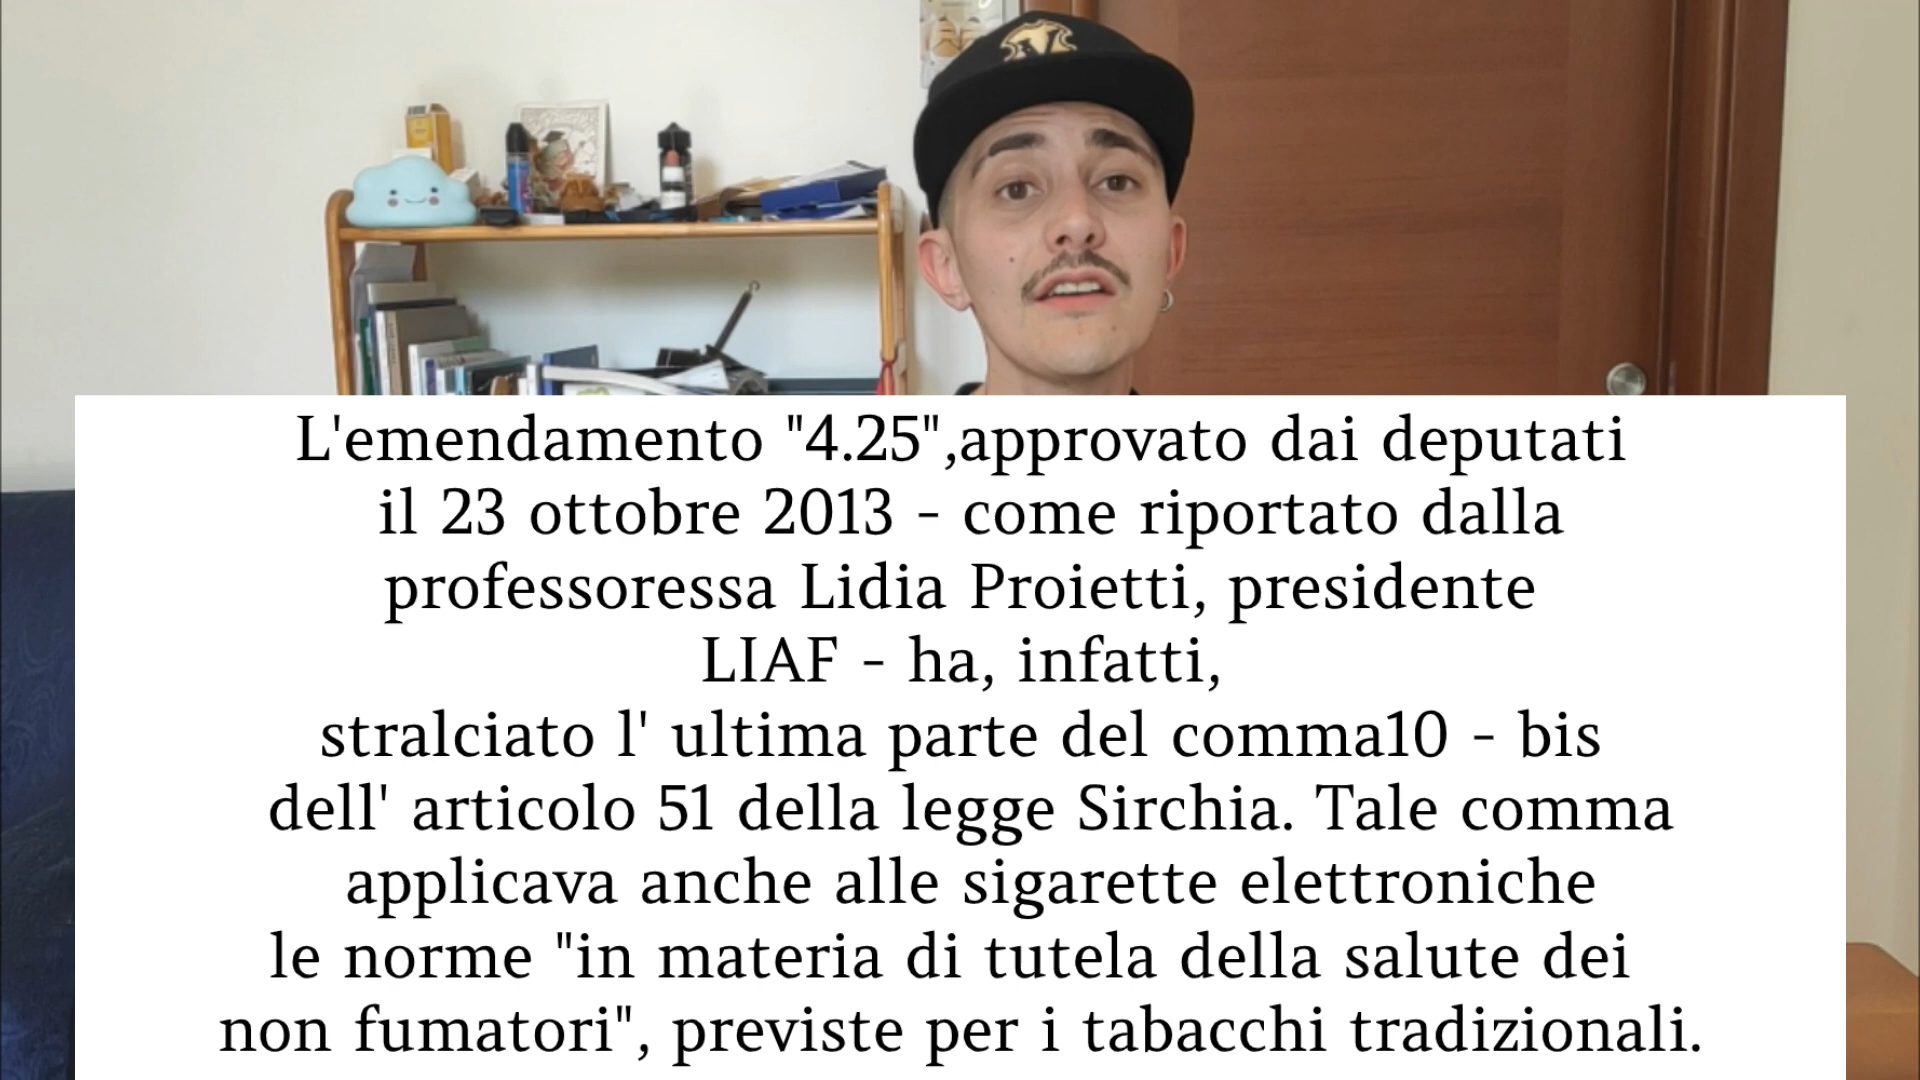 L'emendamento "4.25",approvato dai deputati
il 23 ottobre 2013 - come riportato dalla
professoressa Lidia Proietti, presidente
LIAF - ha, infatti,
stralciato l' ultima parte del comma10 - bis
dell' articolo 51 della legge Sirchia. Tale comma
applicava anche alle sigarette elettroniche
le norme "in materia di tutela della salute dei
non fumatori", previste per i tabacchi tradizionali.